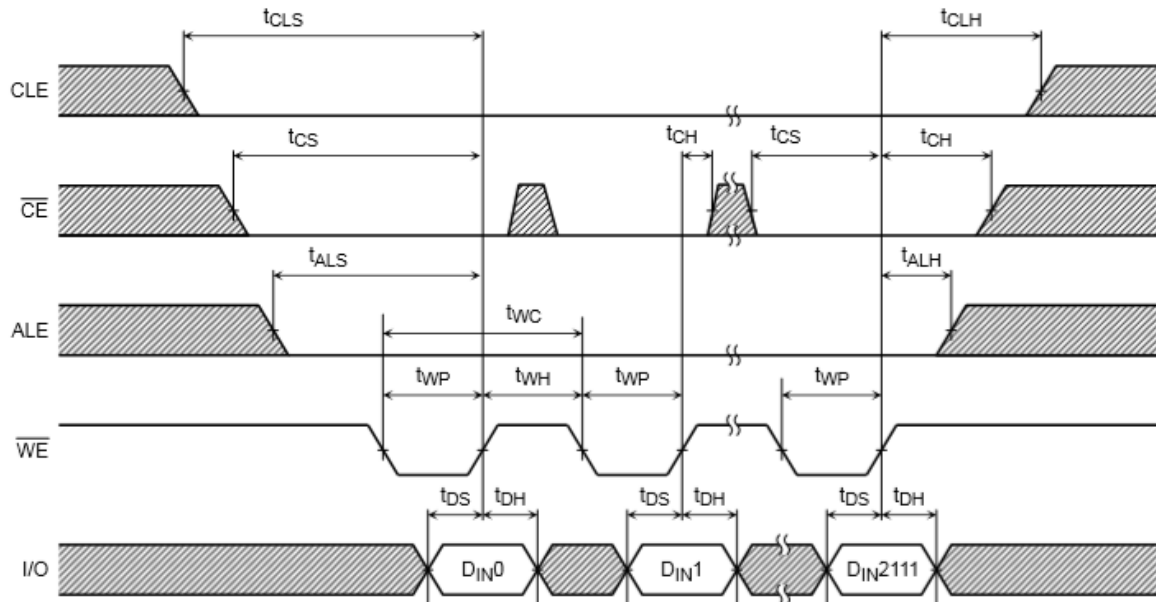 tCLS tCLH
CLE
tCS tCH tCS tCH
CE
tALS tALH
ALE
tWC
tWP tWH tWP tWP
WE
tDS tDH tDS tDH tDS tDH
I/O DIN0 DIN1 DIN2111